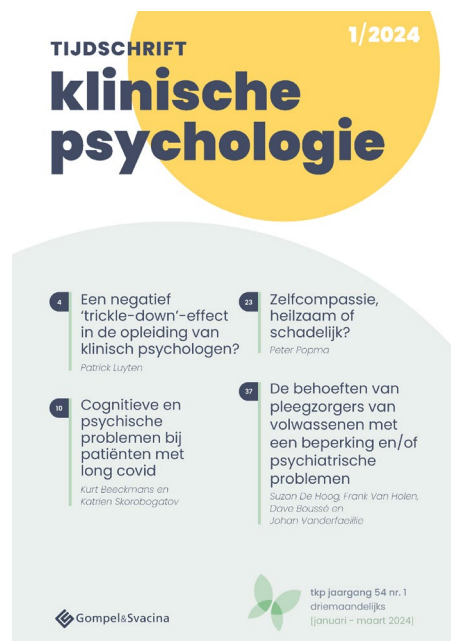 1/2024
TIJDSCHRIFT
klinische
psychologie
4
Een negatief
‘trickle-down’-effect
in de opleiding van
klinisch psychologen?
Patrick Luyten
10
Cognitieve en
psychische
problemen bij
patiënten met
long covid
Kurt Beeckmans en
Katrien Skorobogatov
23
Zelfcompassie,
heilzaam of
schadelijk?
Peter Popma
37
De behoeften van
pleegzorgers van
volwassenen met
een beperking en/of
psychiatrische
problemen
Suzan De Hoog, Frank Van Holen,
Dave Boussé en
Johan Vanderfaeillie
Gompel&Svacina
tkp jaargang 54 nr. 1
driemaandelijks
(januari - maart 2024)